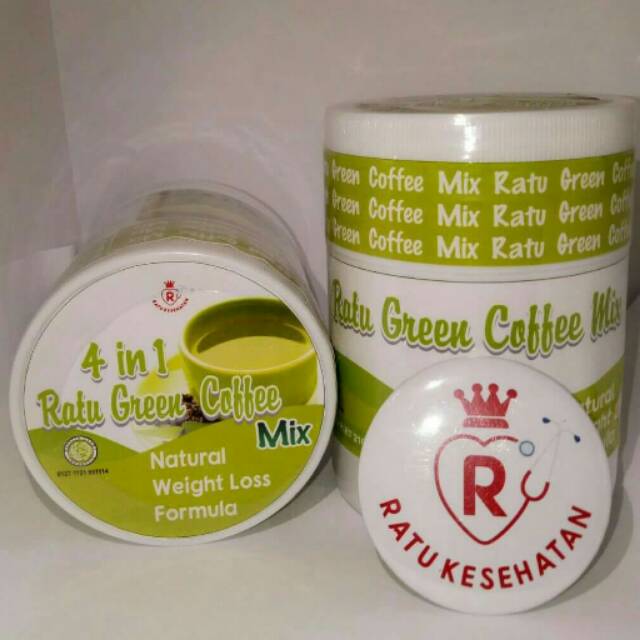 R
RATU KESEHATAN
4 in 1
Ratu Green Coffee
Mix
Natural
Weight Loss
Formula
Green Coffee Mix Ratu Green Coffee
Green Coffee Mix Ratu Green Coffee
Green Coffee Mix Ratu Green
Ratu Green Coffee Mix
R
RATU KESEHATAN